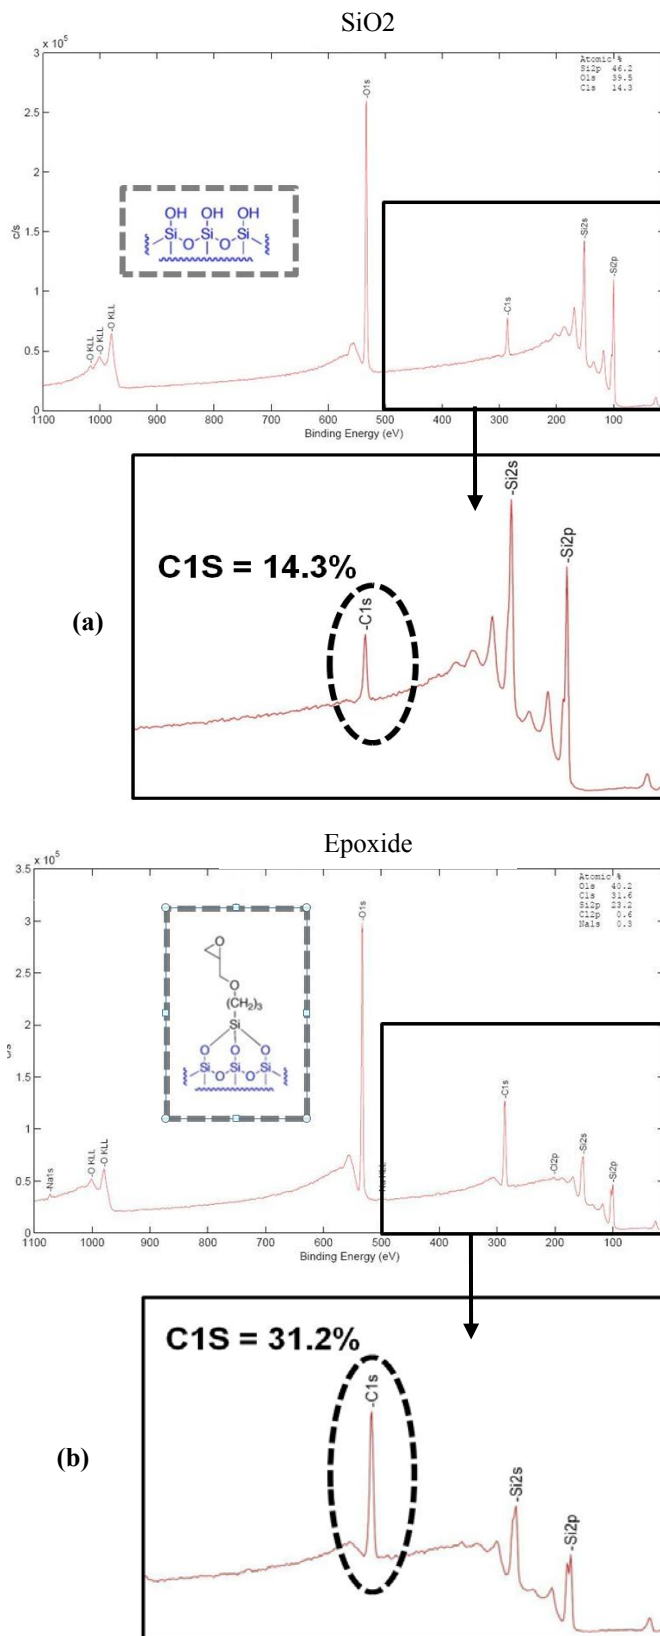 SiO2
x 10^5
3
2.5
2
1.5
1
0.5
0
c/s
Atomic %
Si2p 46.2
O1s 39.5
C1s 14.3
-O1s
OH OH OH
Si Si Si
O O
-O KLL
-O KLL
-O KLL
-C1s
-Si2s
-Si2p
1100 1000 900 800 700 600 500 400 300 200 100
Binding Energy (eV)
C1S = 14.3%
-C1s
-Si2s
-Si2p
(a)
Epoxide
x 10^5
3.5
3
2.5
2
1.5
1
0.5
0
Atomic %
O1s 40.2
C1s 31.6
Si2p 23.2
Cl2p 0.6
Na1s 0.3
-O1s
O
O
(CH2)3
Si
O O O
Si Si Si
O O
-Na1s
-O KLL
-O KLL
-C1s
-Cl2p
-Si2s
-Si2p
1100 1000 900 800 700 600 500 400 300 200 100
Binding Energy (eV)
C1S = 31.2%
-C1s
-Si2s
-Si2p
(b)